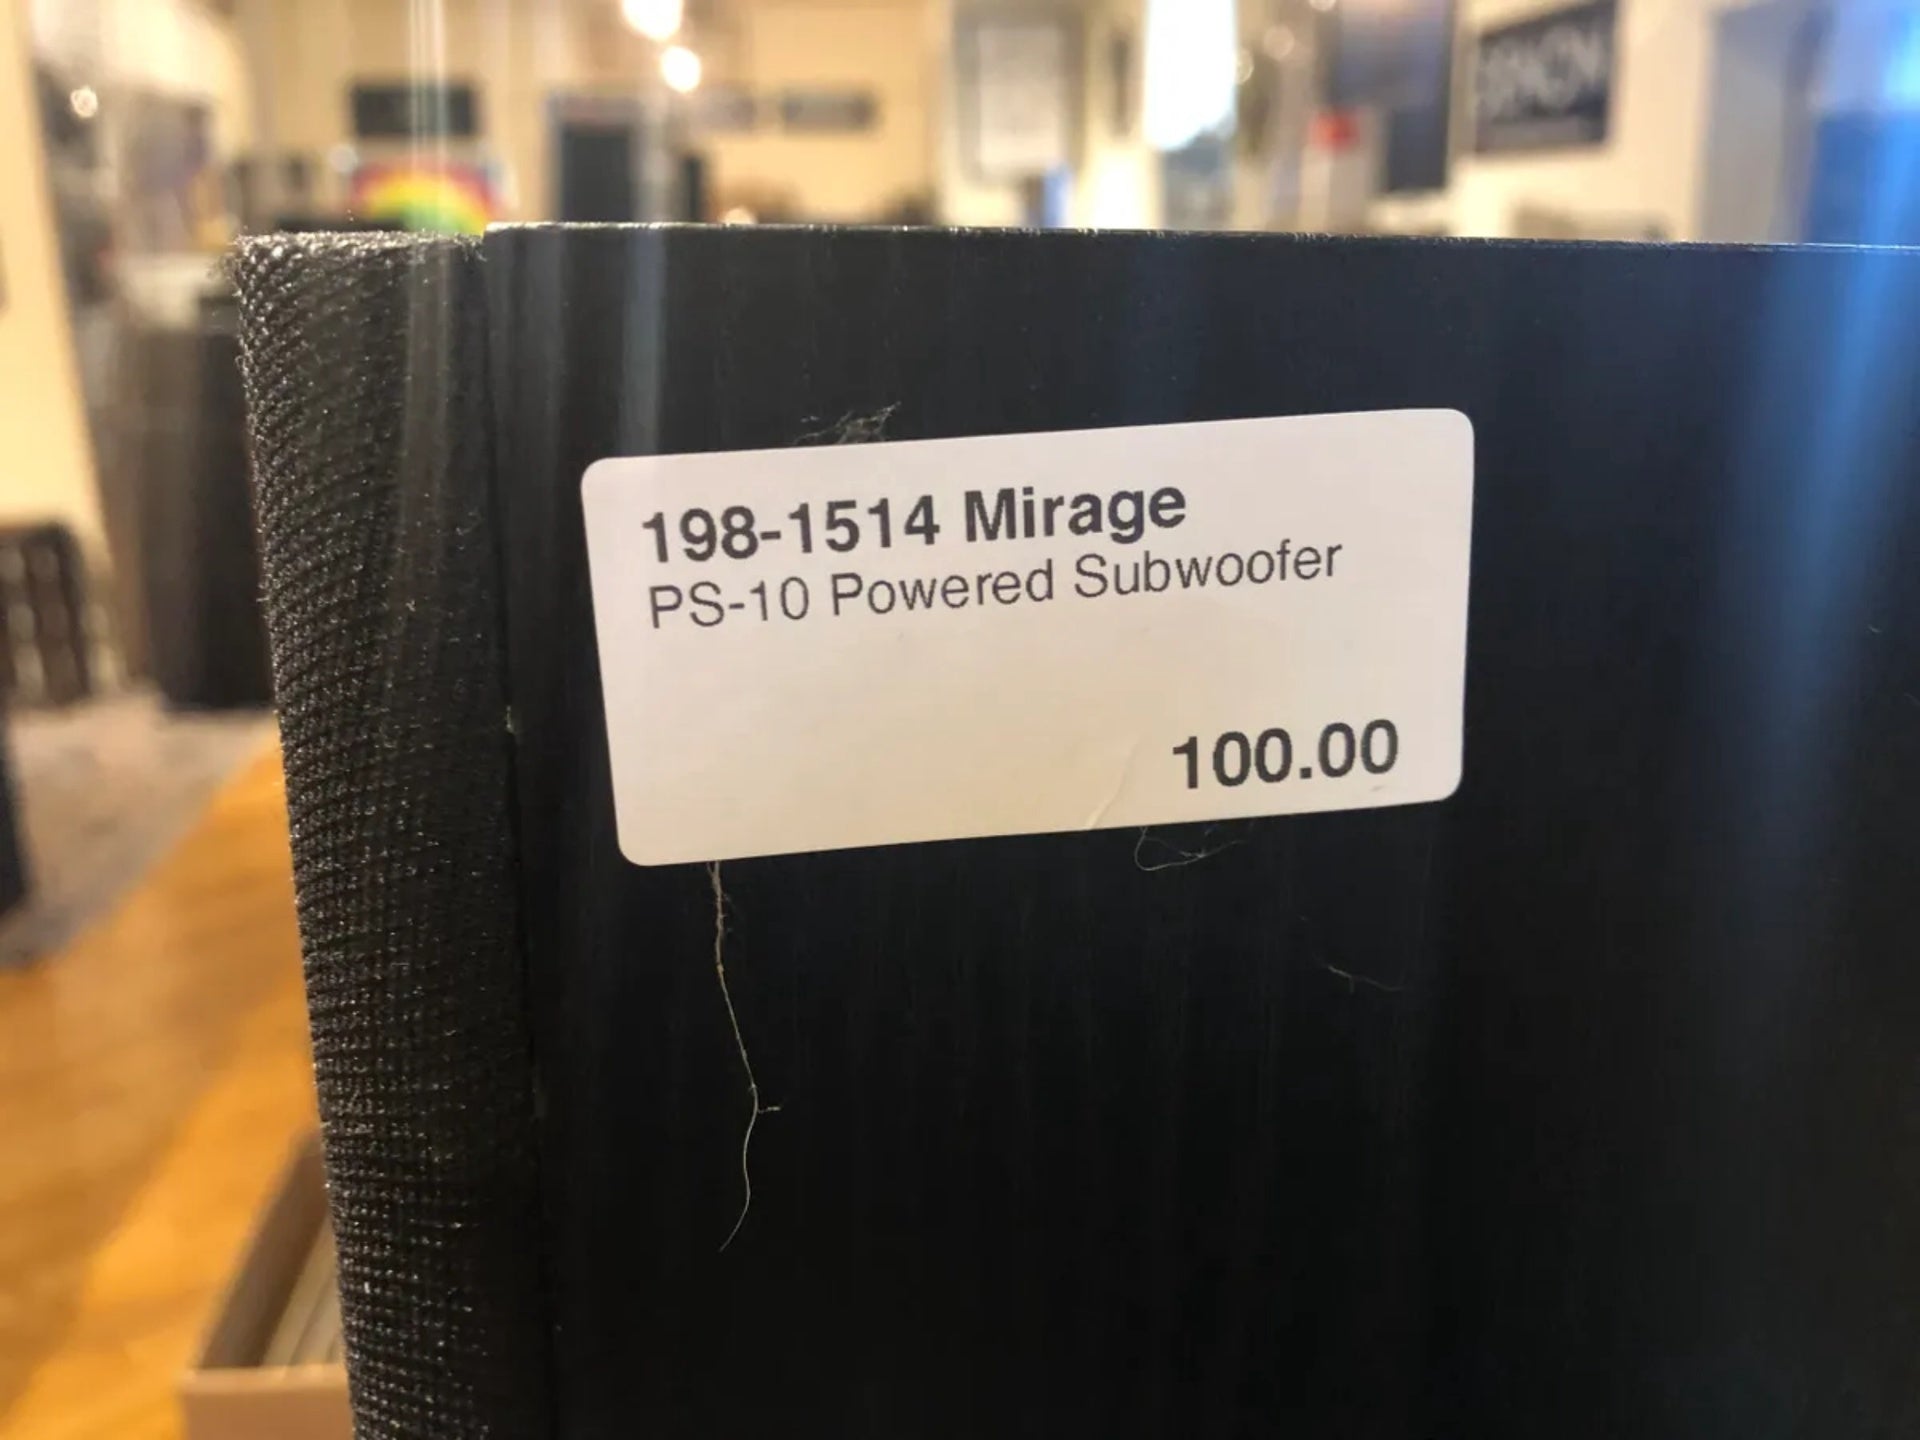 198-1514 Mirage
PS-10 Powered Subwoofer
100.00